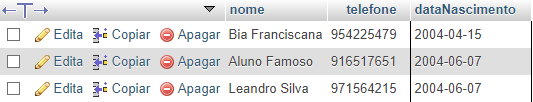 nome telefone dataNascimento
Edita Copiar Apagar Bia Franciscana 954225479 2004-04-15
Edita Copiar Apagar Aluno Famoso 916517651 2004-06-07
Edita Copiar Apagar Leandro Silva 971564215 2004-06-07